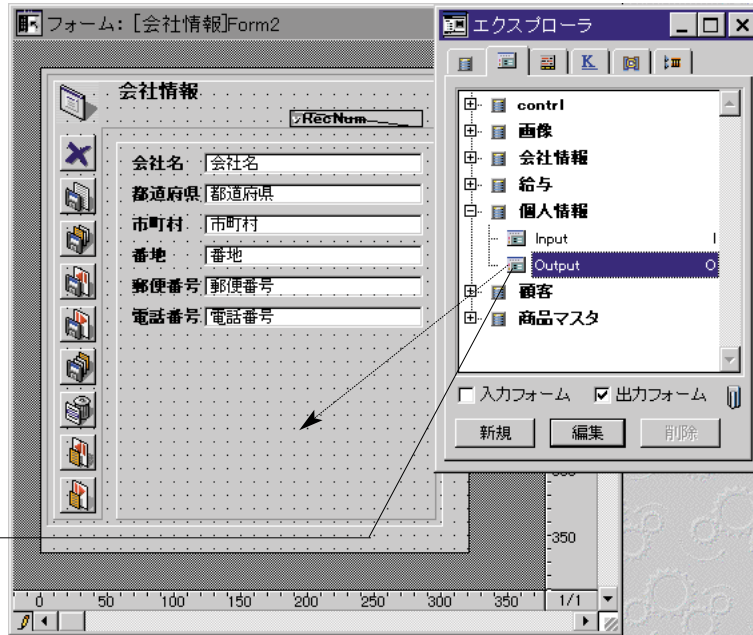 フォーム: [会社情報]Form2
会社情報
RecNum
会社名 会社名
都道府県 都道府県
市町村 市町村
番地 番地
郵便番号 郵便番号
電話番号 電話番号
0 50 100 150 200 250 300 350
350
1/1
エクスプローラ
K
contrl
画像
会社情報
給与
個人情報
Input I
Output O
顧客
商品マスタ
入力フォーム 出力フォーム
新規 編集 削除